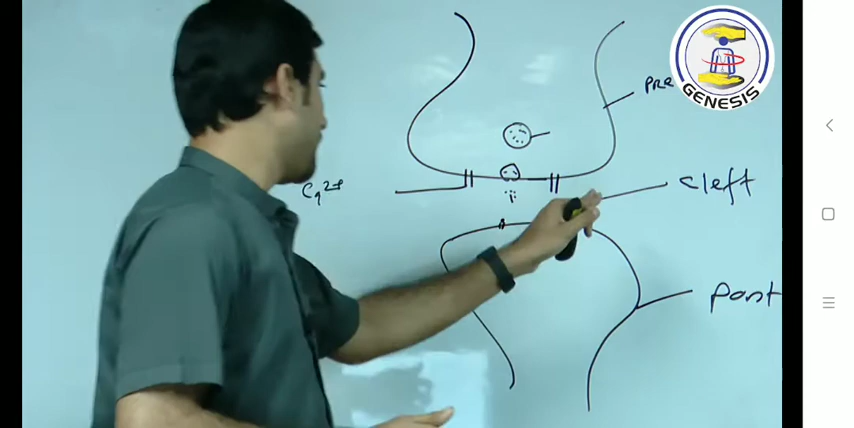 GENESIS
Pre
Ca2+
cleft
Post